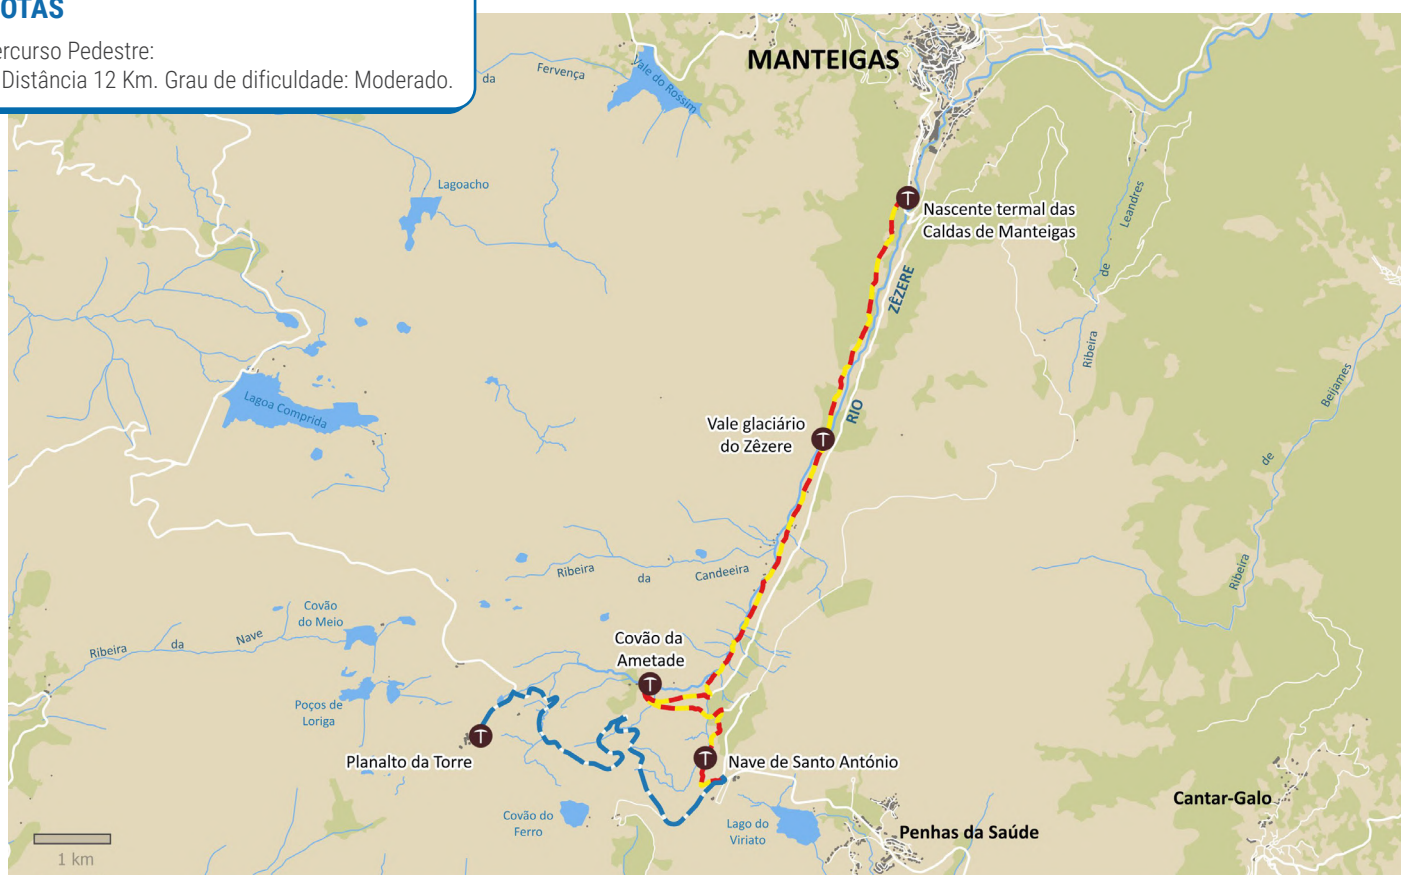 OTAS
ercurso Pedestre:
Distância 12 Km. Grau de dificuldade: Moderado.
MANTEIGAS
da
Fervença
Vale do Rossim
Lagoacho
Nascente termal das
Caldas de Manteigas
Leandres
de
Ribeira
ZÊZERE
RIO
Lagoa Comprida
Vale glaciário
do Zêzere
Beijames
de
Ribeira
Ribeira
da
Candeeira
Covão
do Meio
Ribeira
da
Nave
Covão da
Ametade
Poços de
Loriga
Planalto da Torre
Nave de Santo António
Covão do
Ferro
Lago do
Viriato
Penhas da Saúde
Cantar-Galo
1 km